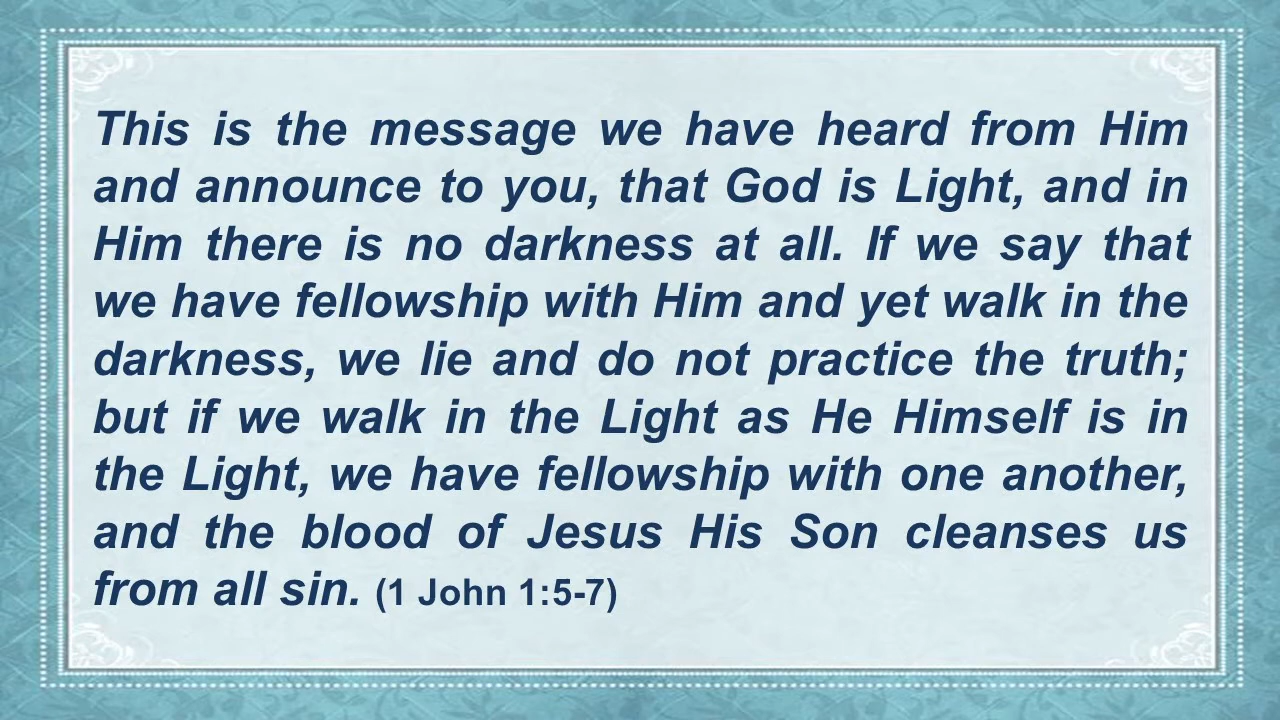 This is the message we have heard from Him
and announce to you, that God is Light, and in
Him there is no darkness at all. If we say that
we have fellowship with Him and yet walk in the
darkness, we lie and do not practice the truth;
but if we walk in the Light as He Himself is in
the Light, we have fellowship with one another,
and the blood of Jesus His Son cleanses us
from all sin. (1 John 1:5-7)